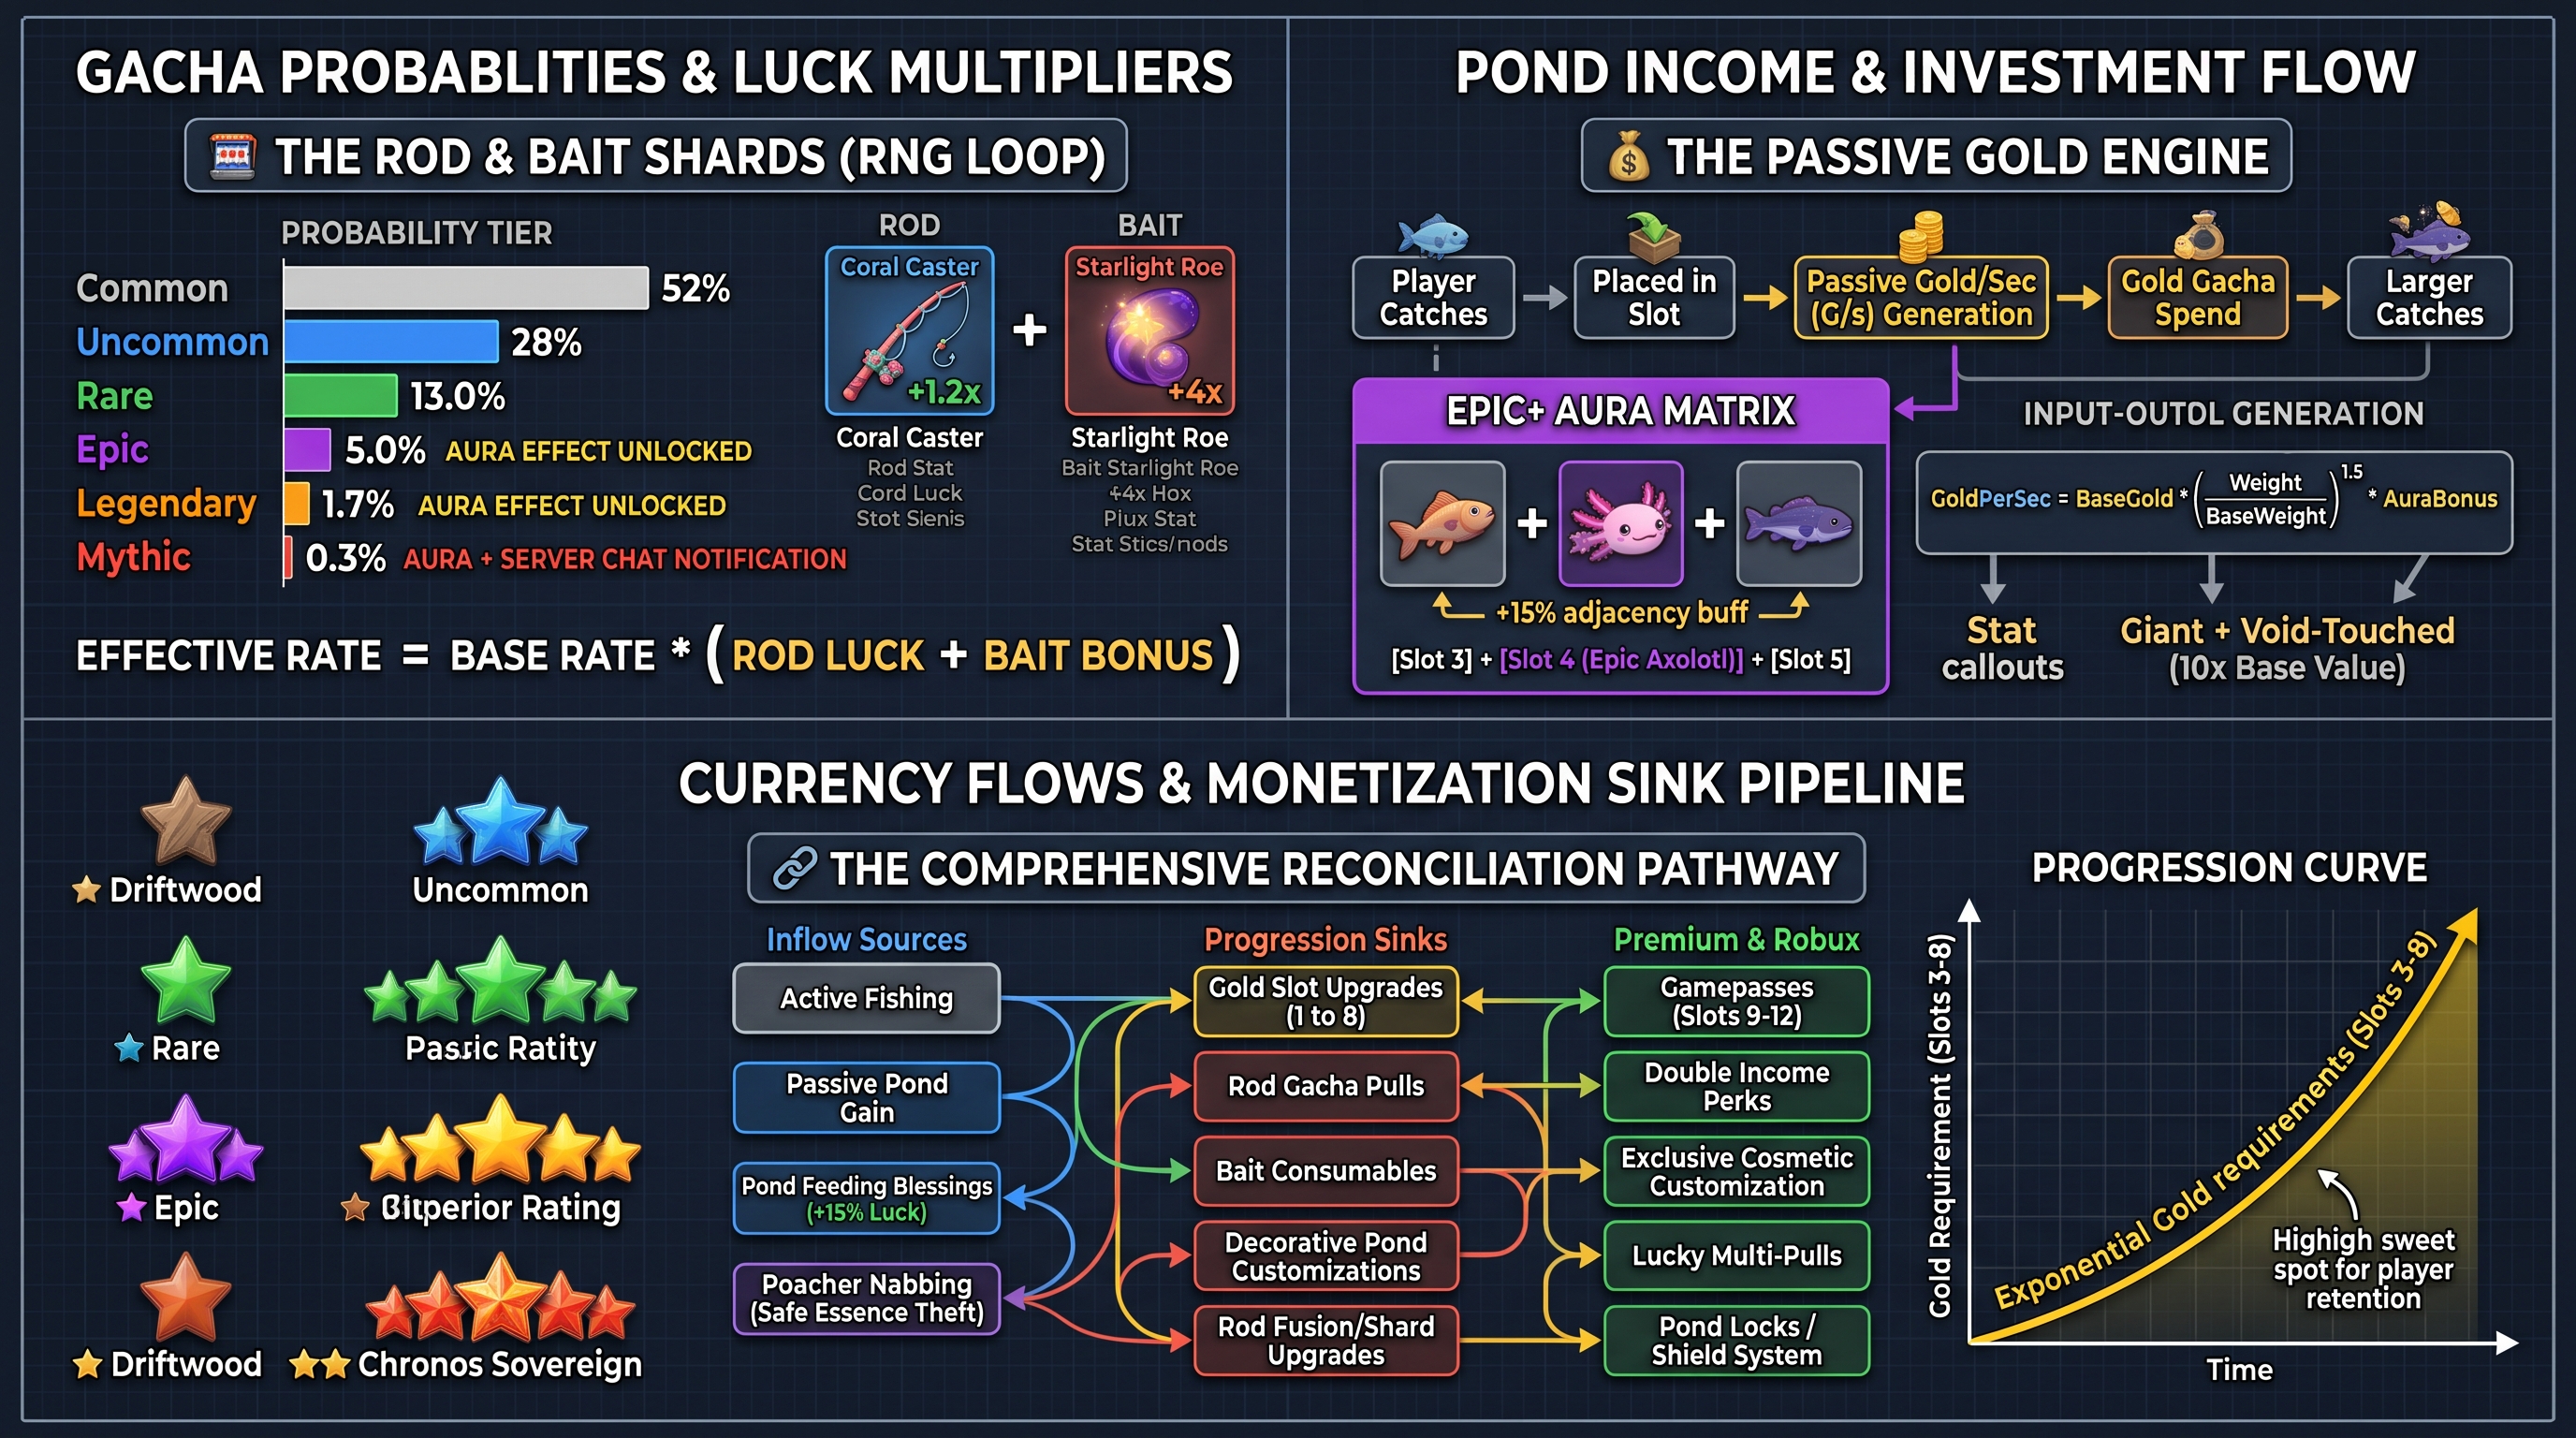 GACHA PROBABLITIES & LUCK MULTIPLIERS
THE ROD & BAIT SHARDS (RNG LOOP)
PROBABILITY TIER
Common 52%
Uncommon 28%
Rare 13.0%
Epic 5.0% AURA EFFECT UNLOCKED
Legendary 1.7% AURA EFFECT UNLOCKED
Mythic 0.3% AURA + SERVER CHAT NOTIFICATION
ROD
Coral Caster
+1.2x
Coral Caster
Rod Stat
Cord Luck
Stot Sienis
+
BAIT
Starlight Roe
+4x
Starlight Roe
Bait Starlight Roe
+4x Hox
Piux Stat
Stat Stics/nods
EFFECTIVE RATE = BASE RATE * (ROD LUCK + BAIT BONUS)
POND INCOME & INVESTMENT FLOW
$ THE PASSIVE GOLD ENGINE
Player
Catches
Placed in
Slot
Passive Gold/Sec
(G/s) Generation
Gold Gacha
Spend
Larger
Catches
EPIC+ AURA MATRIX
+ +
+15% adjacency buff
[Slot 3] + [Slot 4 (Epic Axolotl)] + [Slot 5]
INPUT-OUTDL GENERATION
GoldPerSec = BaseGold * (Weight / BaseWeight)^1.5 * AuraBonus
Stat
callouts
Giant + Void-Touched
(10x Base Value)
CURRENCY FLOWS & MONETIZATION SINK PIPELINE
Driftwood
Uncommon
Rare
Ratity
Epic
Rating
Driftwood
Chronos Sovereign
THE COMPREHENSIVE RECONCILIATION PATHWAY
Inflow Sources
Active Fishing
Passive Pond
Gain
Pond Feeding Blessings
(+15% Luck)
Poacher Nabbing
(Safe Essence Theft)
Progression Sinks
Gold Slot Upgrades
(1 to 8)
Rod Gacha Pulls
Bait Consumables
Decorative Pond
Customizations
Rod Fusion/Shard
Upgrades
Premium & Robux
Gamepasses
(Slots 9-12)
Double Income
Perks
Exclusive Cosmetic
Customization
Lucky Multi-Pulls
Pond Locks /
Shield System
PROGRESSION CURVE
Gold Requirement (Slots 3-8)
Exponential Gold requirements (Slots 3-8)
Highigh sweet
spot for player
retention
Time